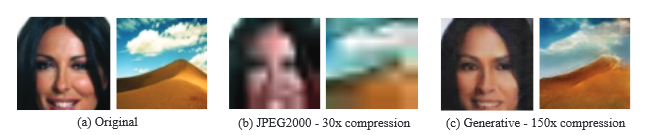 (a) Original
(b) JPEG2000 - 30x compression
(c) Generative - 150x compression